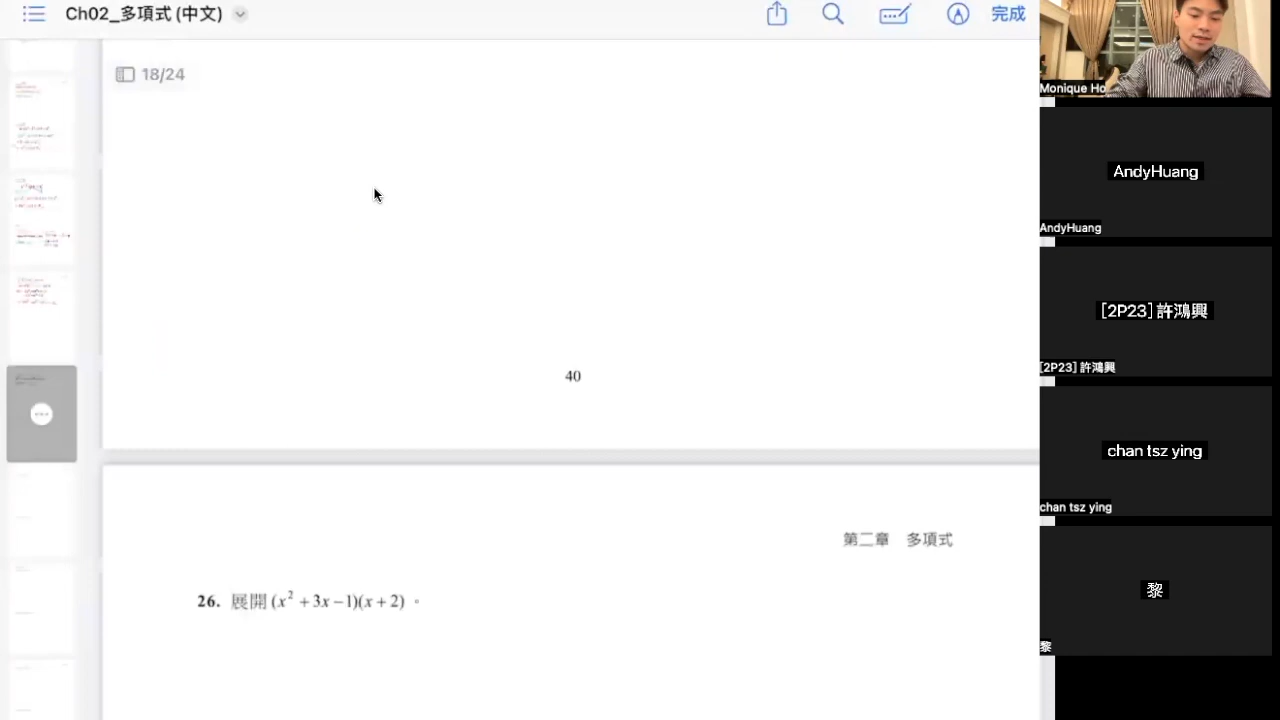 Ch02_多項式 (中文)
完成
18/24
40
第二章 多項式
26. 展開 (x² + 3x − 1)(x + 2) 。
Monique Ho
AndyHuang
AndyHuang
[2P23] 許鴻興
[2P23] 許鴻興
chan tsz ying
chan tsz ying
黎
黎